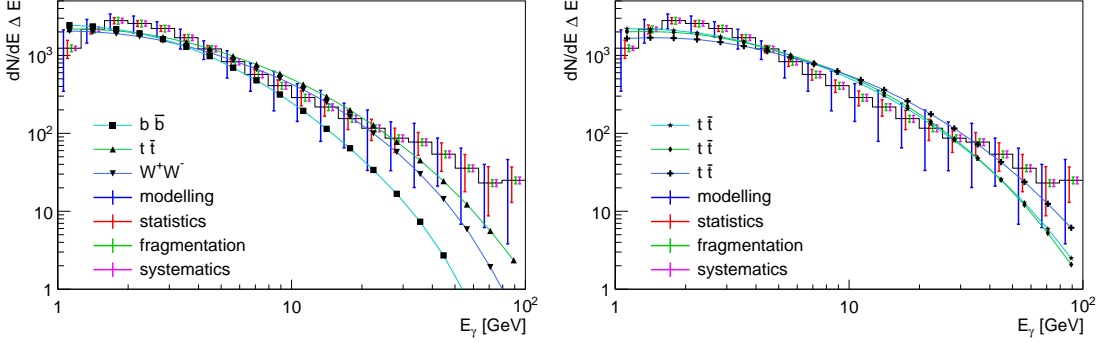 dN/dE Δ E
10³
10²
10
1
b b̄
t t̄
W⁺W⁻
modelling
statistics
fragmentation
systematics
1 10 10²
E_γ [GeV]
dN/dE Δ E
10³
10²
10
1
t t̄
t t̄
t t̄
modelling
statistics
fragmentation
systematics
1 10 10²
E_γ [GeV]